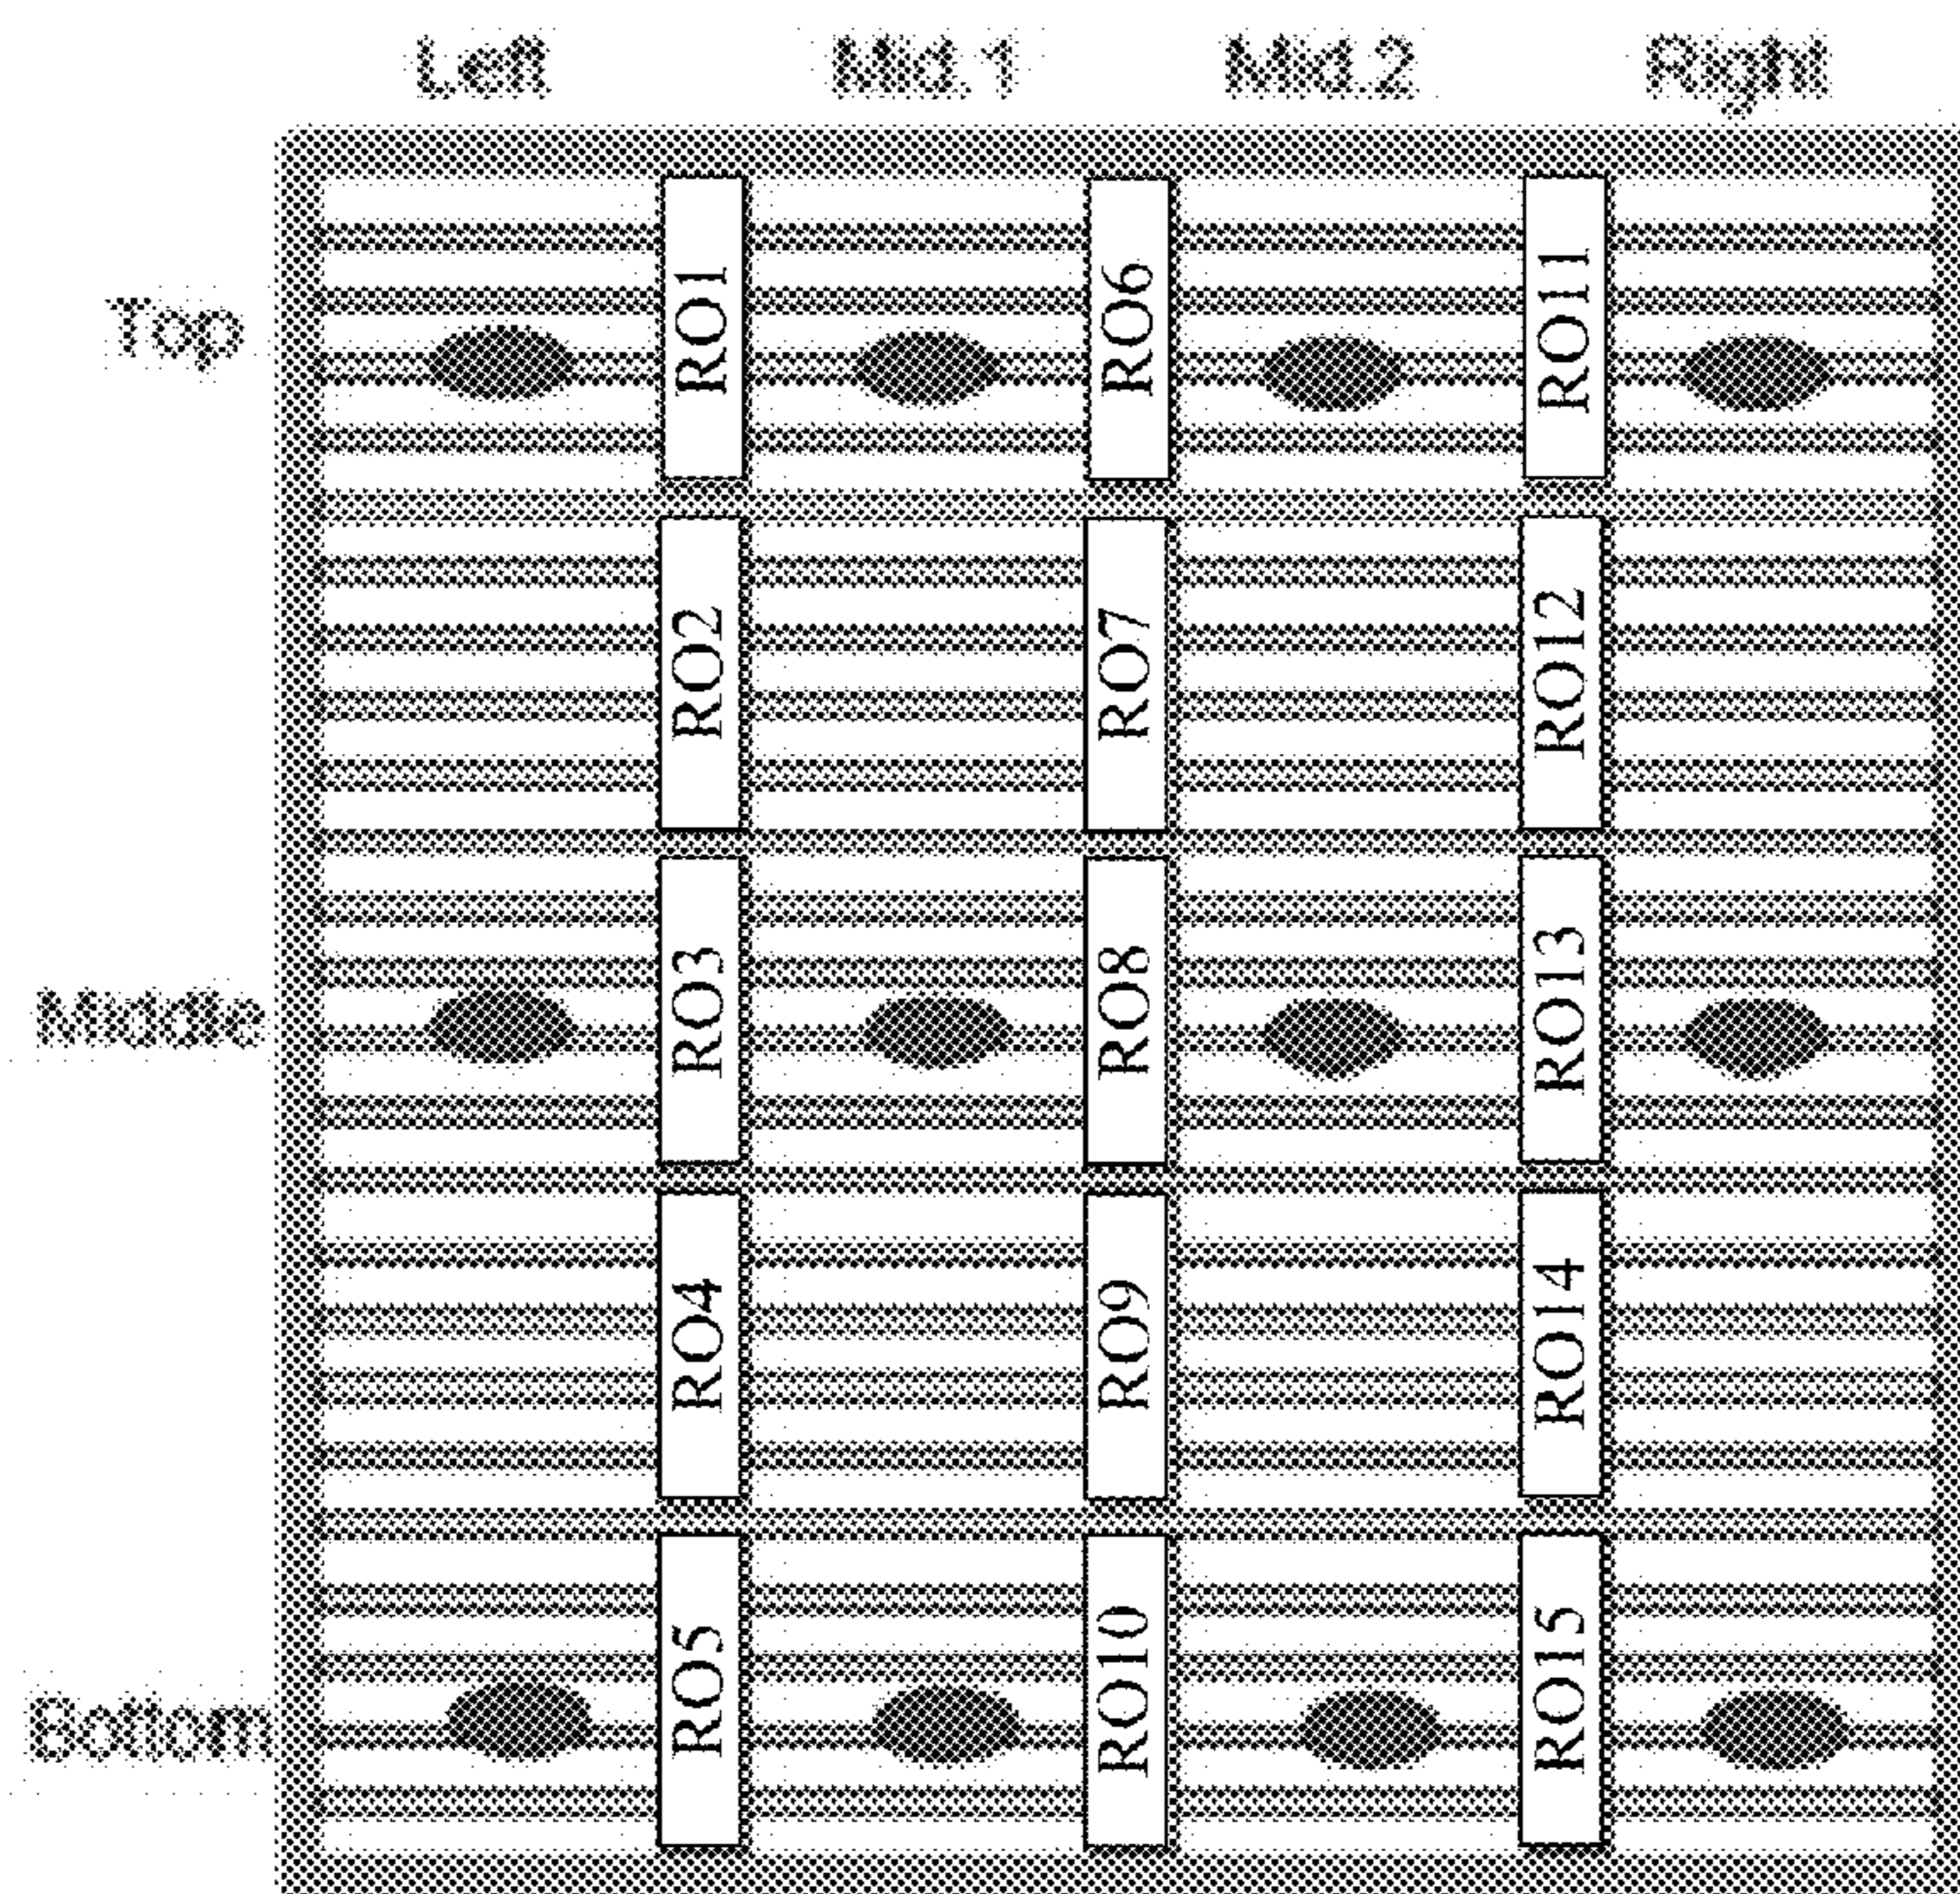 Left Mid.1 Mid.2 Right
Top RO1 RO6 RO11
RO2 RO7 RO12
Middle RO3 RO8 RO13
RO4 RO9 RO14
Bottom RO5 RO10 RO15